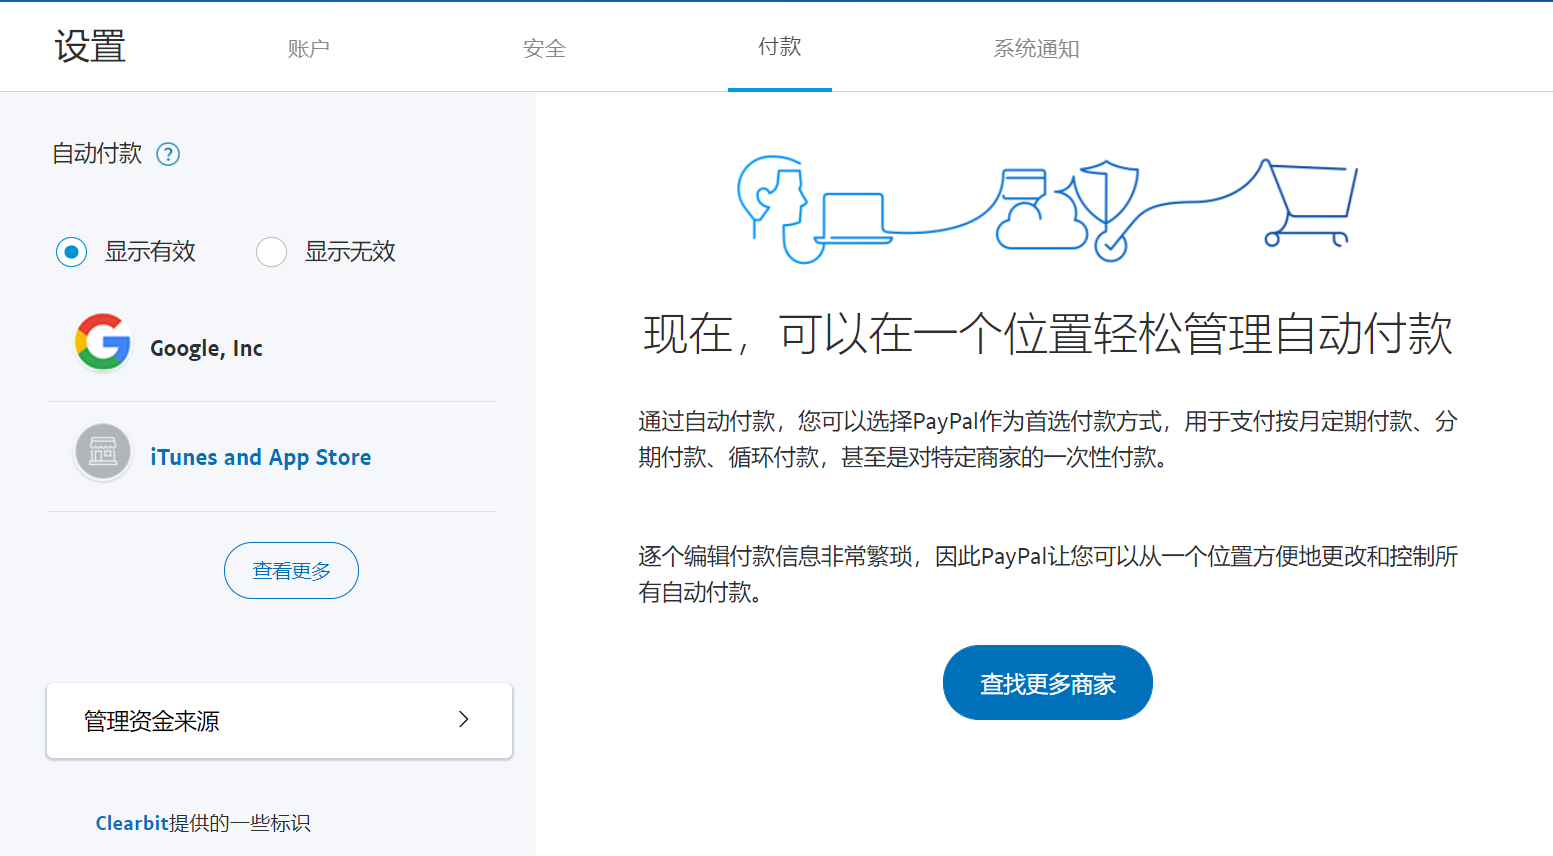 设置
账户
安全
付款
系统通知
自动付款 ?
显示有效
显示无效
Google, Inc
iTunes and App Store
查看更多
管理资金来源
Clearbit提供的一些标识
现在，可以在一个位置轻松管理自动付款
通过自动付款，您可以选择PayPal作为首选付款方式，用于支付按月定期付款、分
期付款、循环付款，甚至是对特定商家的一次性付款。
逐个编辑付款信息非常繁琐，因此PayPal让您可以从一个位置方便地更改和控制所
有自动付款。
查找更多商家